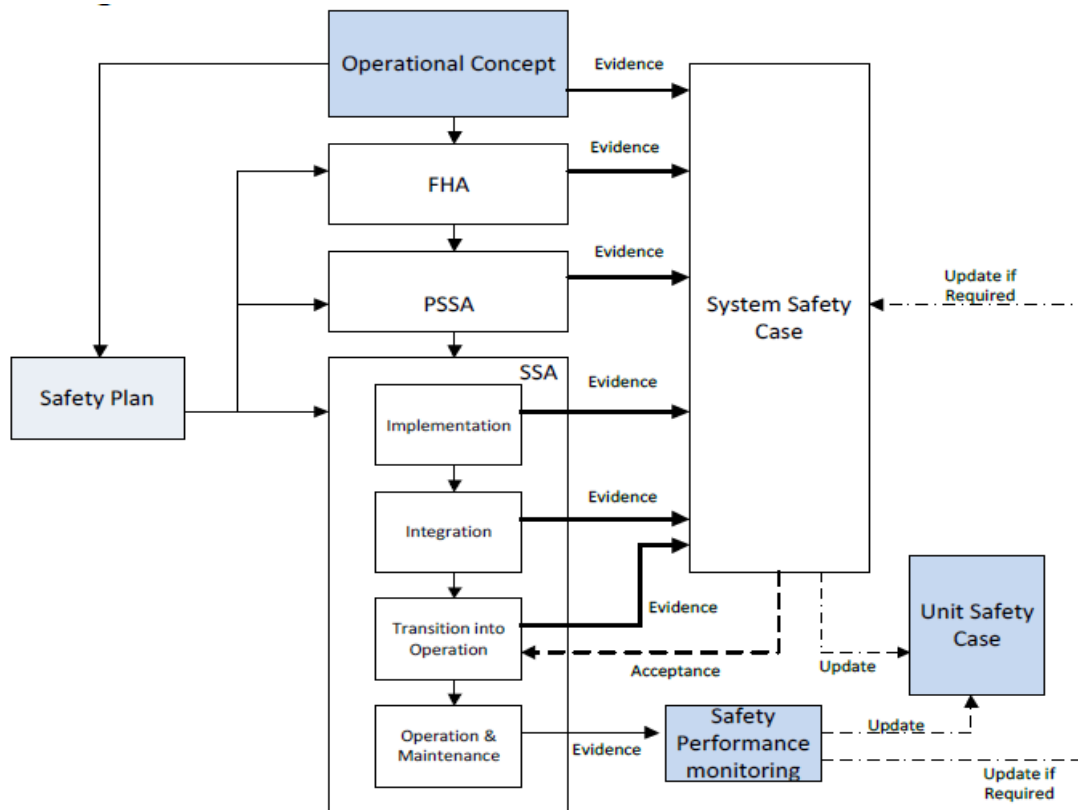 Operational Concept
Evidence
FHA
Evidence
PSSA
Evidence
System Safety
Case
Update if
Required
Safety Plan
SSA
Implementation
Evidence
Integration
Evidence
Transition into
Operation
Evidence
Acceptance
Update
Unit Safety
Case
Operation &
Maintenance
Evidence
Safety
Performance
monitoring
Update
Update if
Required